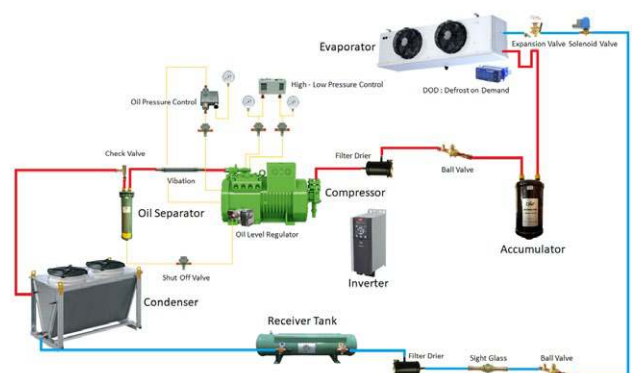 Evaporator
Expansion Valve
Solenoid Valve
High - Low Pressure Control
Oil Pressure Control
DOD : Defrost on Demand
Check Valve
Vibation
Filter Drier
Ball Valve
Compressor
Oil Separator
Oil Level Regulator
Accumulator
Shut Off Valve
Inverter
Condenser
Receiver Tank
Filter Drier
Sight Glass
Ball Valve